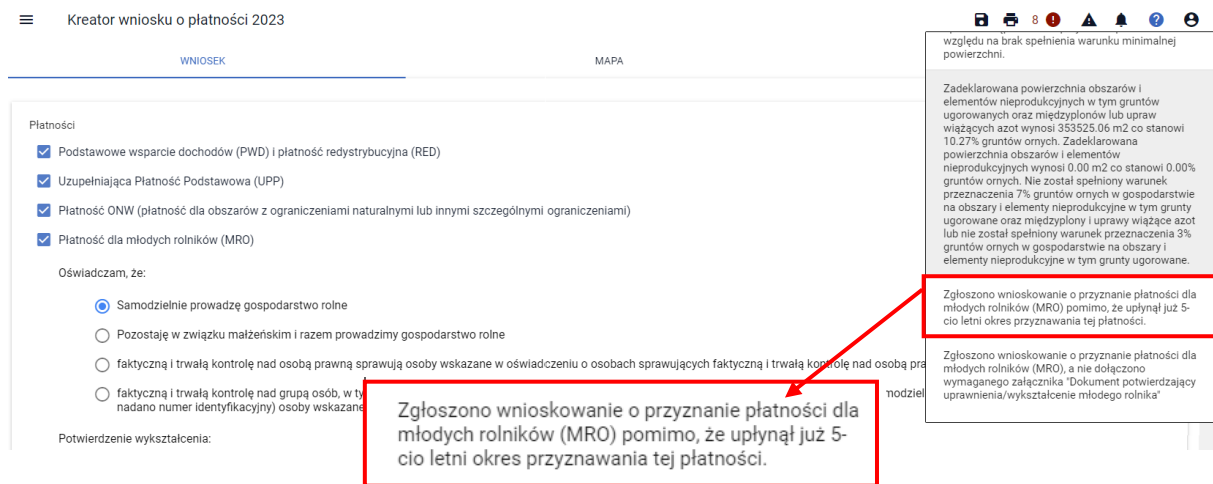 Kreator wniosku o płatności 2023
8
WNIOSEK
MAPA
Płatności
Podstawowe wsparcie dochodów (PWD) i płatność redystrybucyjna (RED)
Uzupełniająca Płatność Podstawowa (UPP)
Płatność ONW (płatność dla obszarów z ograniczeniami naturalnymi lub innymi szczególnymi ograniczeniami)
Płatność dla młodych rolników (MRO)
Oświadczam, że:
Samodzielnie prowadzę gospodarstwo rolne
Pozostaję w związku małżeńskim i razem prowadzimy gospodarstwo rolne
faktyczną i trwałą kontrolę nad osobą prawną sprawują osoby wskazane w oświadczeniu o osobach sprawujących faktyczną i trwałą kontrolę nad osobą pra
faktyczną i trwałą kontrolę nad grupą osób, w ty
nadano numer identyfikacyjny) osoby wskazane
Potwierdzenie wykształcenia:
względu na brak spełnienia warunku minimalnej
powierzchni.
Zadeklarowana powierzchnia obszarów i
elementów nieprodukcyjnych w tym gruntów
ugorowanych oraz międzyplonów lub upraw
wiążących azot wynosi 353525.06 m2 co stanowi
10.27% gruntów ornych. Zadeklarowana
powierzchnia obszarów i elementów
nieprodukcyjnych wynosi 0.00 m2 co stanowi 0.00%
gruntów ornych. Nie został spełniony warunek
przeznaczenia 7% gruntów ornych w gospodarstwie
na obszary i elementy nieprodukcyjne w tym grunty
ugorowane oraz międzyplony i uprawy wiążące azot
lub nie został spełniony warunek przeznaczenia 3%
gruntów ornych w gospodarstwie na obszary i
elementy nieprodukcyjne w tym grunty ugorowane.
Zgłoszono wnioskowanie o przyznanie płatności dla
młodych rolników (MRO) pomimo, że upłynął już 5-
cio letni okres przyznawania tej płatności.
Zgłoszono wnioskowanie o przyznanie płatności dla
młodych rolników (MRO), a nie dołączono
wymaganego załącznika "Dokument potwierdzający
uprawnienia/wykształcenie młodego rolnika"
Zgłoszono wnioskowanie o przyznanie płatności dla
młodych rolników (MRO) pomimo, że upłynął już 5-
cio letni okres przyznawania tej płatności.